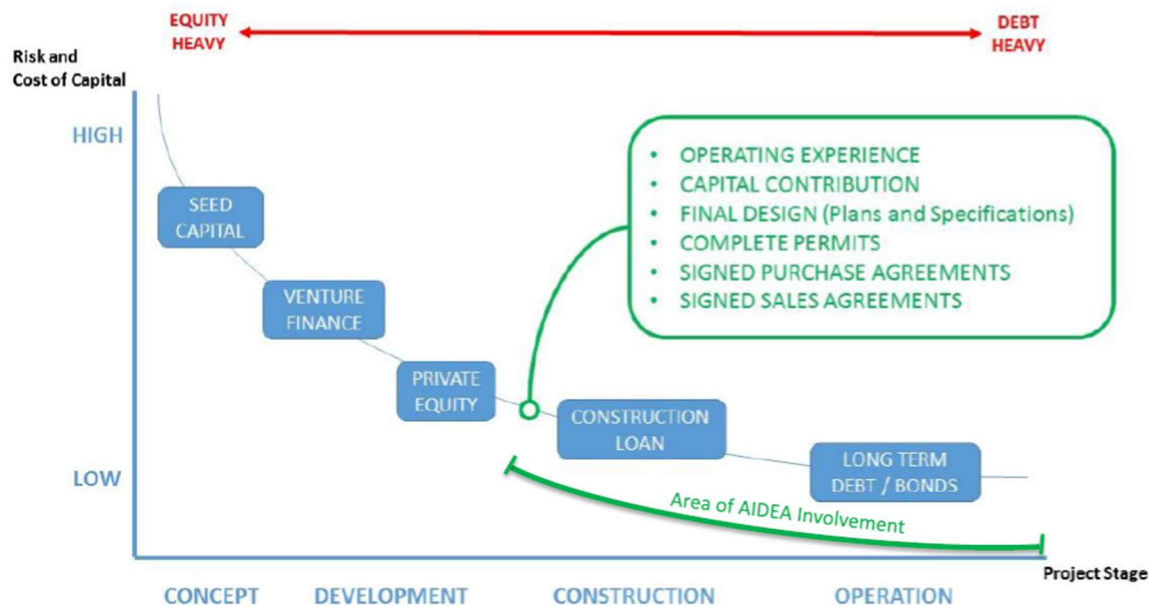 EQUITY
HEAVY
DEBT
HEAVY
Risk and
Cost of Capital
HIGH
SEED
CAPITAL
VENTURE
FINANCE
PRIVATE
EQUITY
• OPERATING EXPERIENCE
• CAPITAL CONTRIBUTION
• FINAL DESIGN (Plans and Specifications)
• COMPLETE PERMITS
• SIGNED PURCHASE AGREEMENTS
• SIGNED SALES AGREEMENTS
CONSTRUCTION
LOAN
LONG TERM
DEBT / BONDS
LOW
Area of AIDEA Involvement
Project Stage
CONCEPT
DEVELOPMENT
CONSTRUCTION
OPERATION